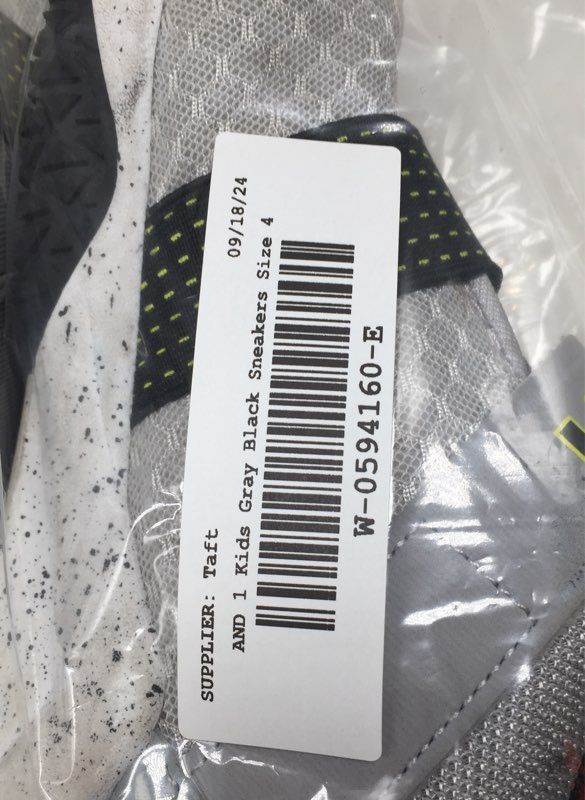 SUPPLIER: Taft
09/18/24
AND 1 Kids Gray Black Sneakers Size 4
W-0594160-E